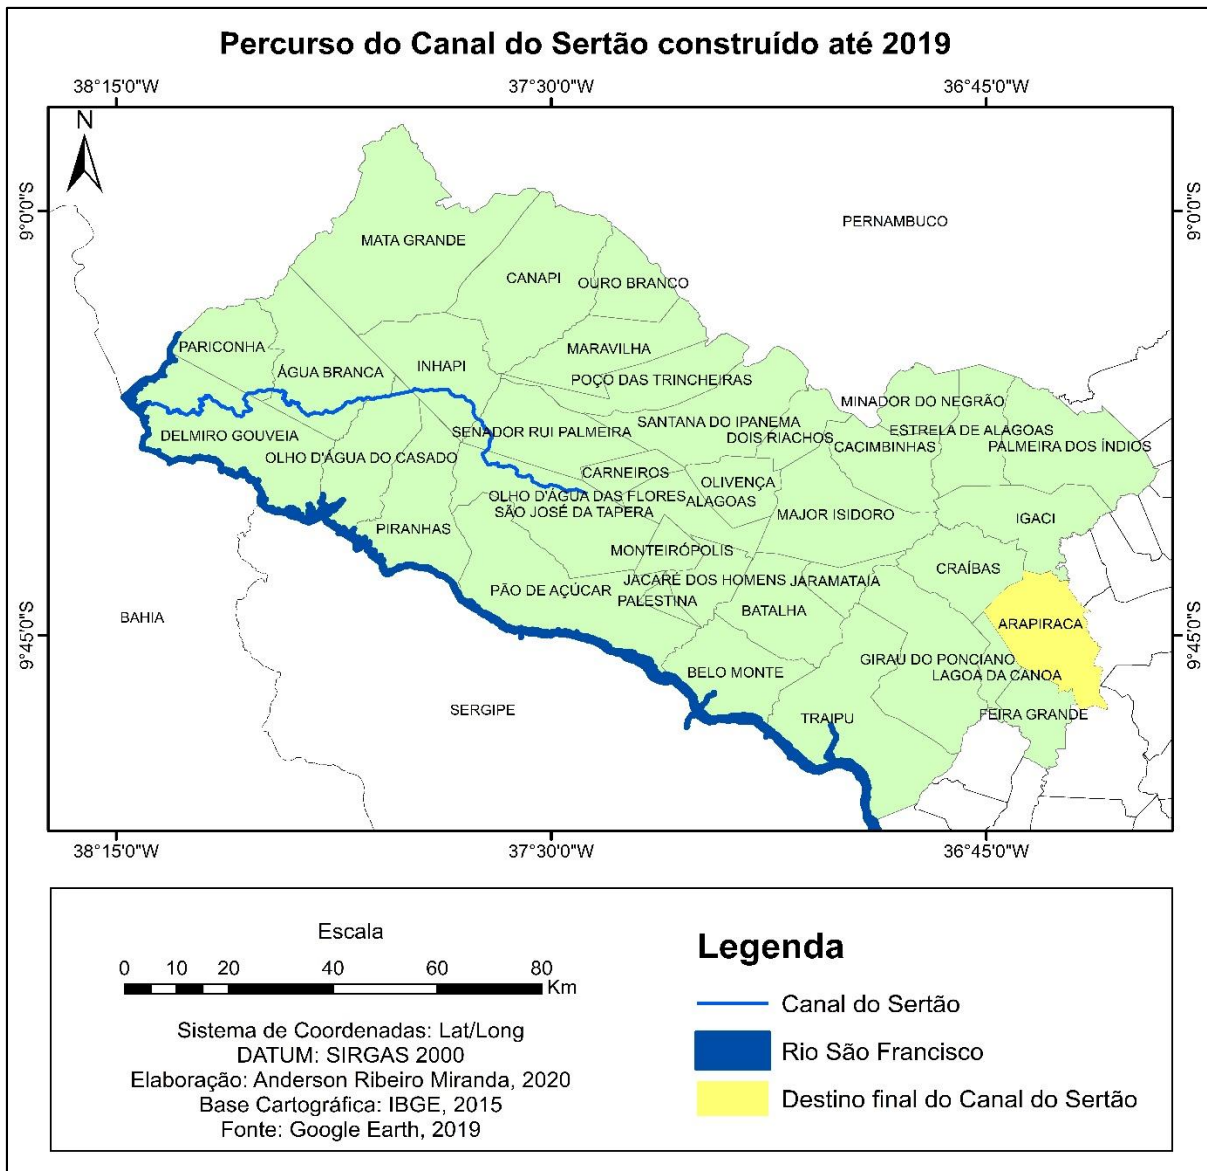 Percurso do Canal do Sertão construído até 2019
38°15'0"W
37°30'0"W
36°45'0"W
N
9°0'0"S
9°0'0"S
PERNAMBUCO
MATA GRANDE
CANAPI
OURO BRANCO
PARICONHA
ÁGUA BRANCA
INHAPI
MARAVILHA
POÇO DAS TRINCHEIRAS
MINADOR DO NEGRÃO
SANTANA DO IPANEMA
DOIS RIACHOS
ESTRELA DE ALAGOAS
CACIMBINHAS
PALMEIRA DOS ÍNDIOS
DELMIRO GOUVEIA
SENADOR RUI PALMEIRA
OLHO D'ÁGUA DO CASADO
CARNEIROS
OLIVENÇA
OLHO D'ÁGUA DAS FLORES
ALAGOAS
SÃO JOSÉ DA TAPERA
MAJOR ISIDORO
IGACI
PIRANHAS
MONTEIRÓPOLIS
CRAÍBAS
JACARÉ DOS HOMENS
JARAMATAIA
PÃO DE AÇÚCAR
PALESTINA
BATALHA
BAHIA
ARAPIRACA
9°45'0"S
9°45'0"S
GIRAU DO PONCIANO
LAGOA DA CANOA
BELO MONTE
SERGIPE
TRAIPU
FEIRA GRANDE
38°15'0"W
37°30'0"W
36°45'0"W
Escala
0 10 20 40 60 80
Km
Sistema de Coordenadas: Lat/Long
DATUM: SIRGAS 2000
Elaboração: Anderson Ribeiro Miranda, 2020
Base Cartográfica: IBGE, 2015
Fonte: Google Earth, 2019
Legenda
Canal do Sertão
Rio São Francisco
Destino final do Canal do Sertão